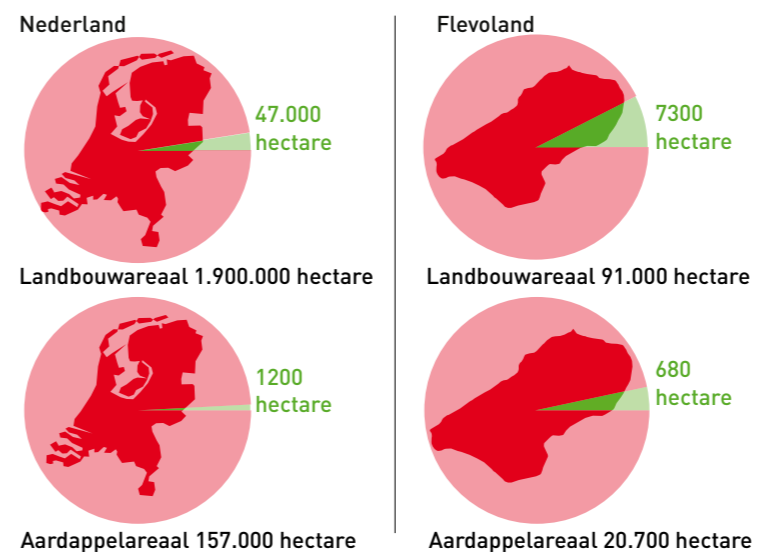 Nederland
47.000
hectare
Landbouwareaal 1.900.000 hectare
1200
hectare
Aardappelareaal 157.000 hectare
Flevoland
7300
hectare
Landbouwareaal 91.000 hectare
680
hectare
Aardappelareaal 20.700 hectare